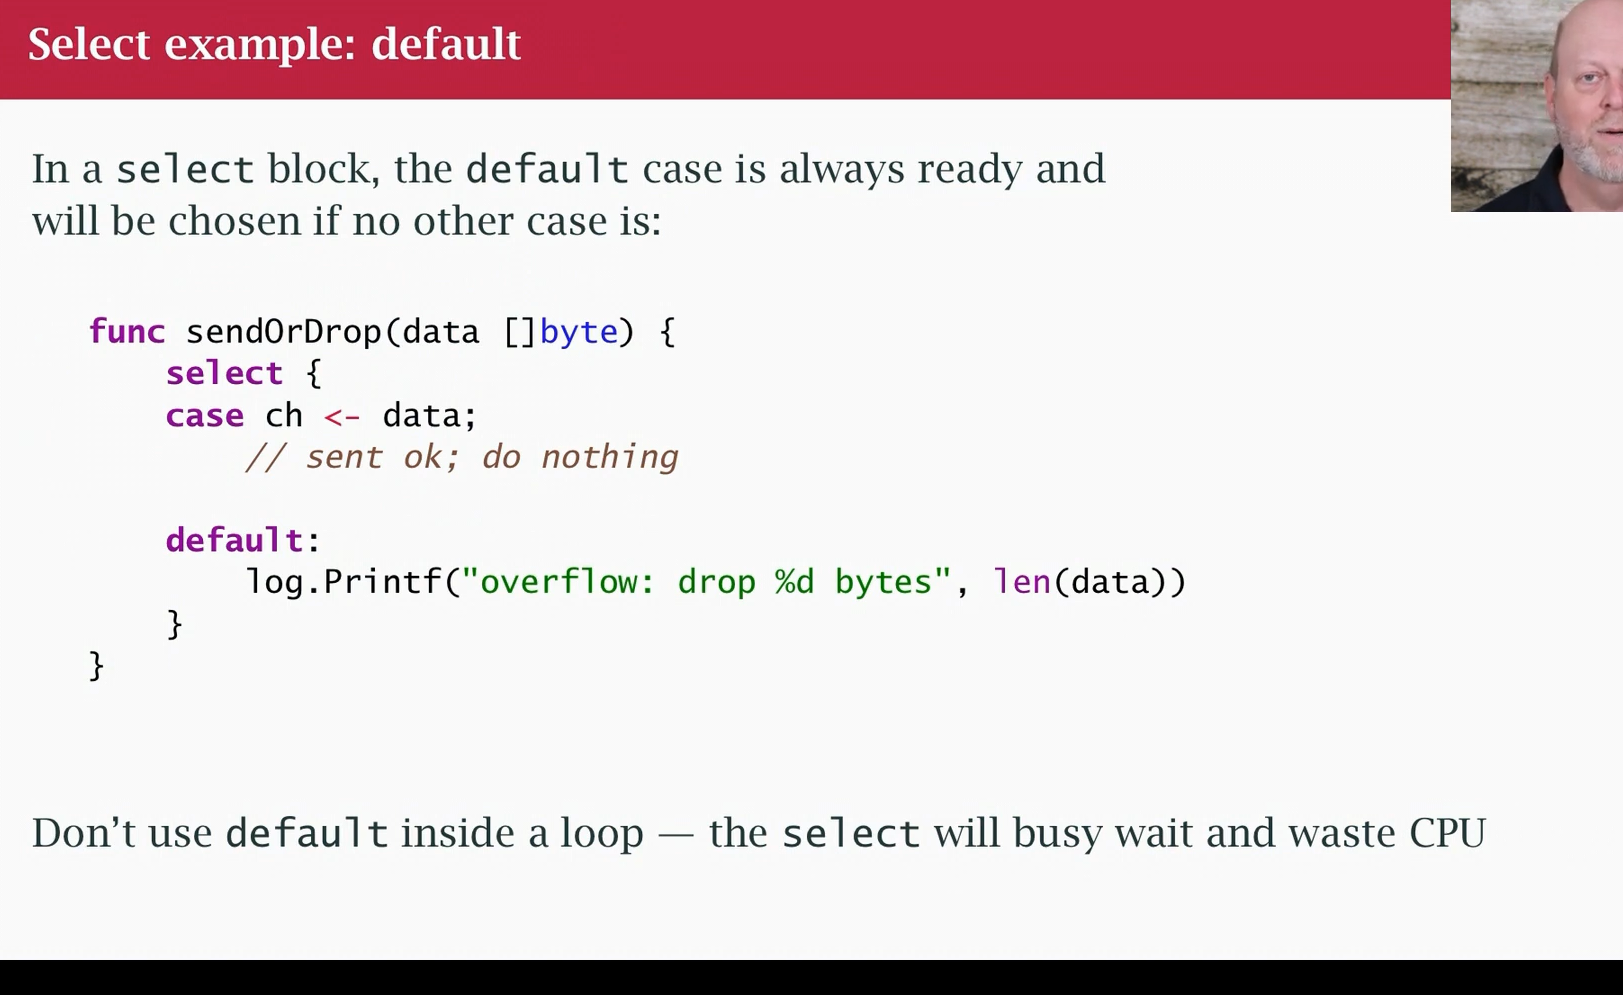 Select example: default
In a select block, the default case is always ready and
will be chosen if no other case is:
func sendOrDrop(data []byte) {
    select {
    case ch <- data;
        // sent ok; do nothing

    default:
        log.Printf("overflow: drop %d bytes", len(data))
    }
}
Don't use default inside a loop — the select will busy wait and waste CPU